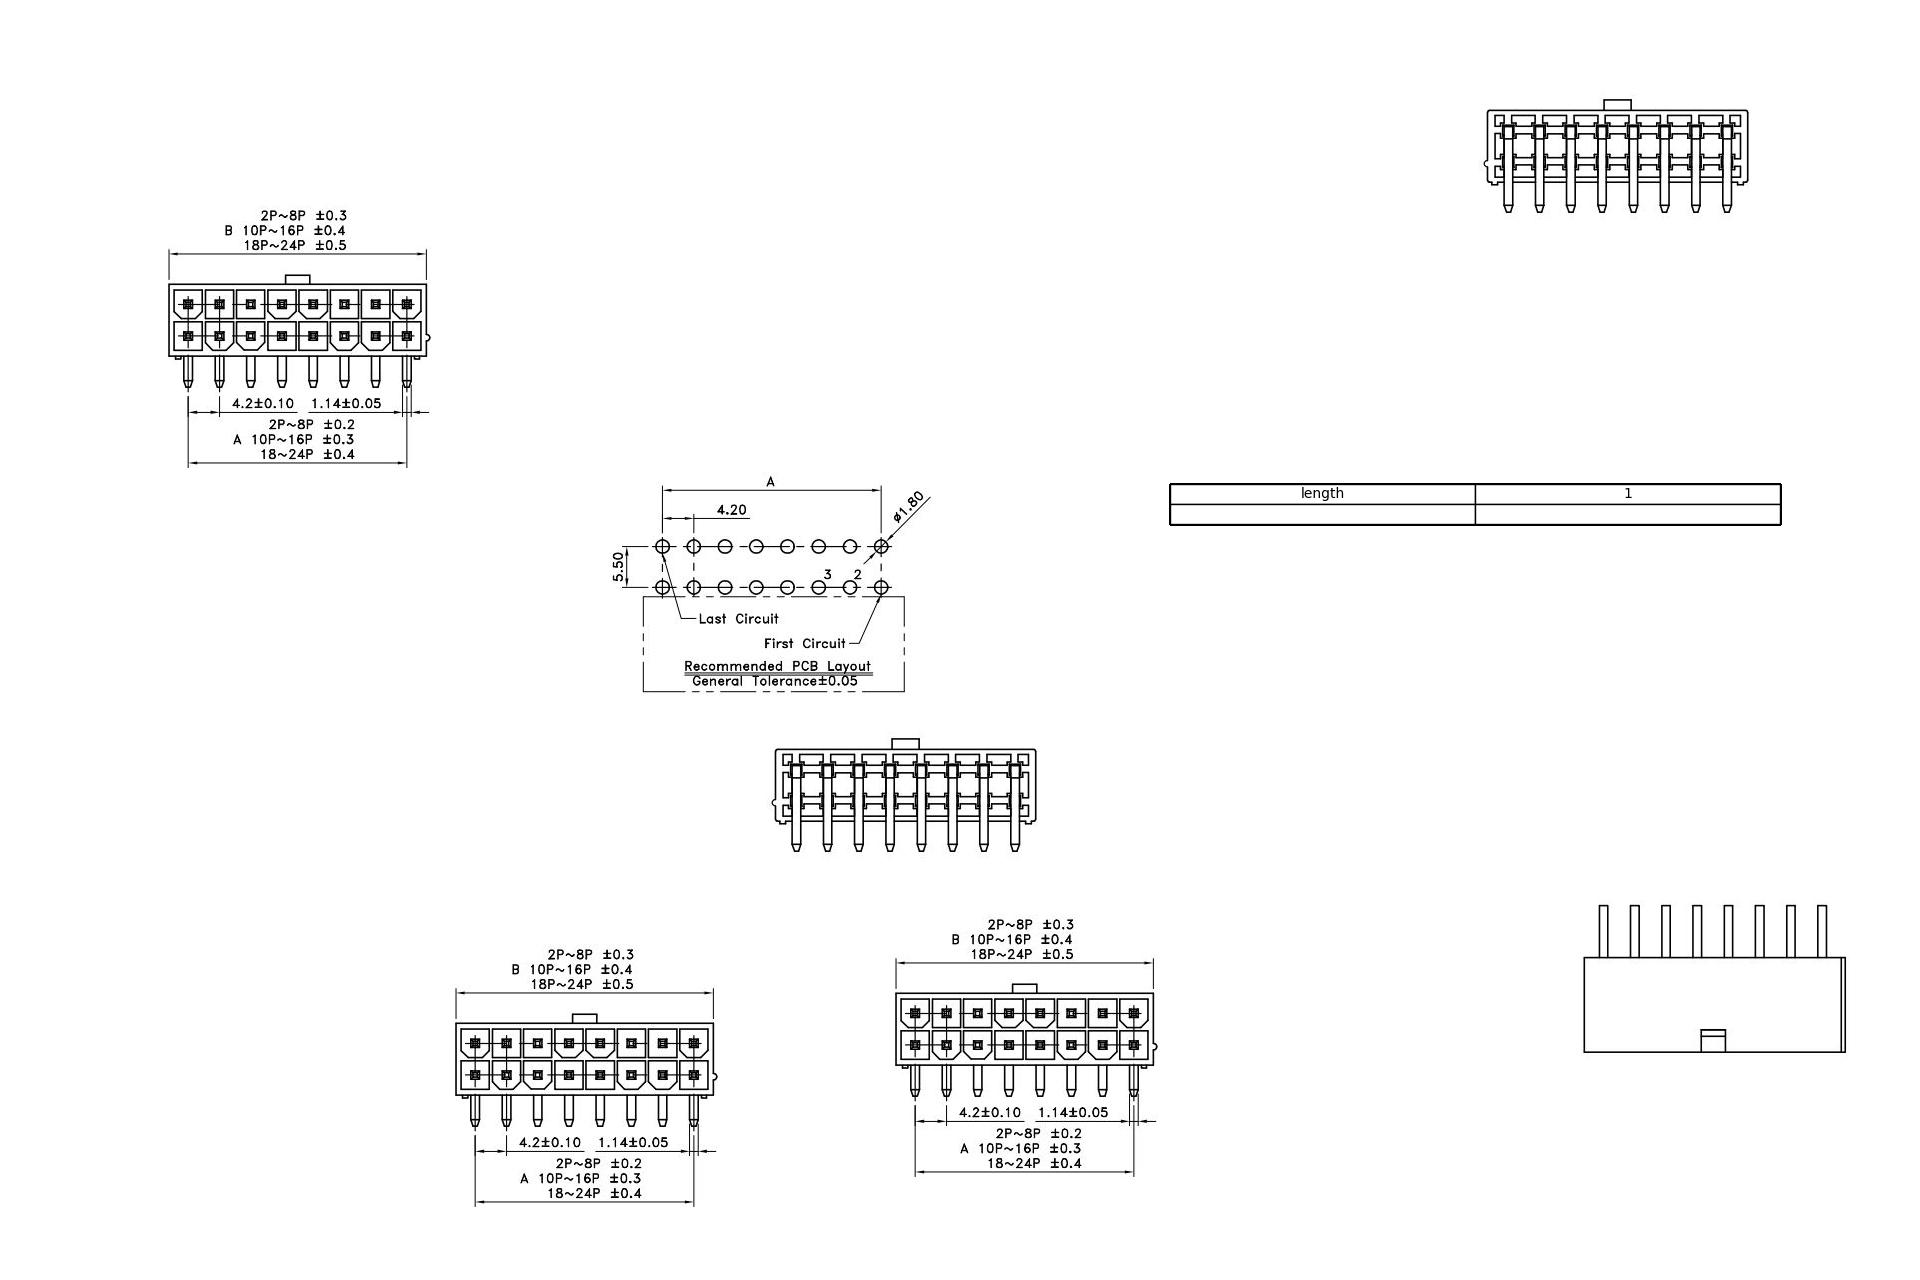 2P~8P ±0.3
B 10P~16P ±0.4
18P~24P ±0.5
4.2±0.10 1.14±0.05
2P~8P ±0.2
A 10P~16P ±0.3
18~24P ±0.4
A
4.20
ø1.80
5.50
3 2
Last Circuit
First Circuit
Recommended PCB Layout
General Tolerance±0.05
length 1
2P~8P ±0.3
B 10P~16P ±0.4
18P~24P ±0.5
4.2±0.10 1.14±0.05
2P~8P ±0.2
A 10P~16P ±0.3
18~24P ±0.4
2P~8P ±0.3
B 10P~16P ±0.4
18P~24P ±0.5
4.2±0.10 1.14±0.05
2P~8P ±0.2
A 10P~16P ±0.3
18~24P ±0.4